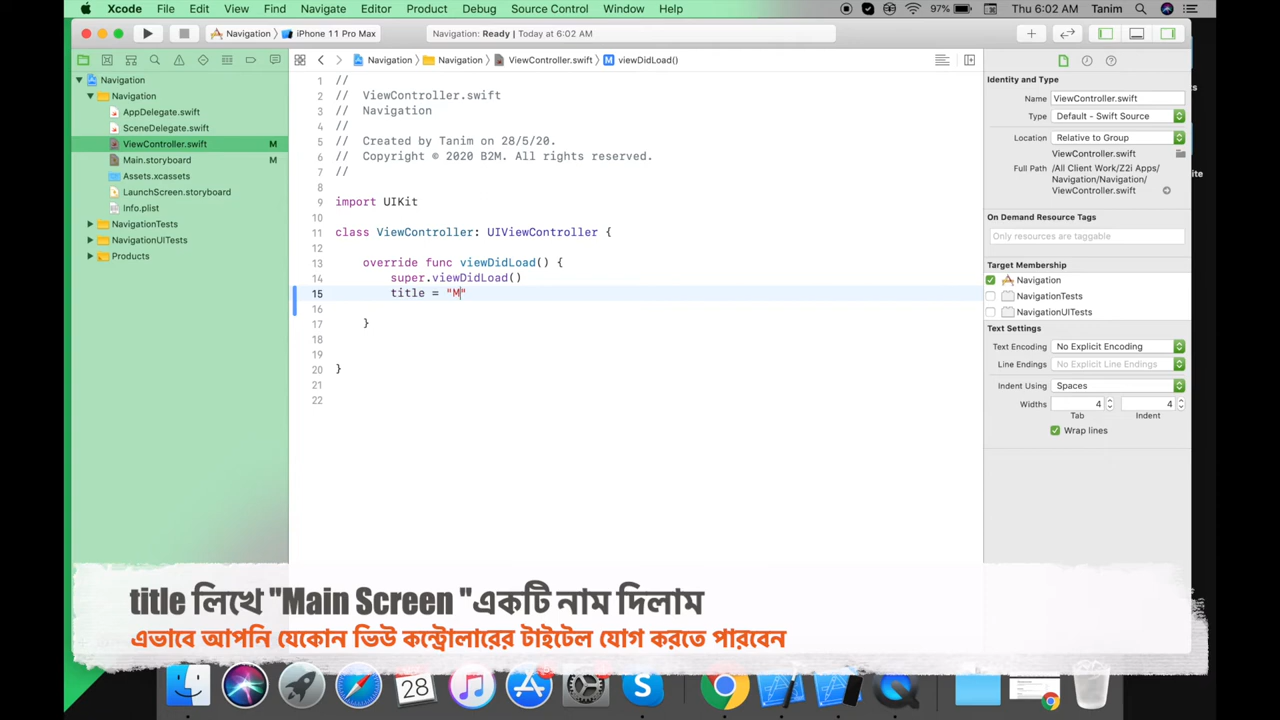 Xcode File Edit View Find Navigate Editor Product Debug Source Control Window Help 97% Thu 6:02 AM Tanim
Navigation > iPhone 11 Pro Max
Navigation: Ready | Today at 6:02 AM
Navigation > Navigation > ViewController.swift > M viewDidLoad()
Navigation
Navigation
AppDelegate.swift
SceneDelegate.swift
ViewController.swift M
Main.storyboard M
Assets.xcassets
LaunchScreen.storyboard
Info.plist
NavigationTests
NavigationUITests
Products
1 //
2 // ViewController.swift
3 // Navigation
4 //
5 // Created by Tanim on 28/5/20.
6 // Copyright © 2020 B2M. All rights reserved.
7 //
8
9 import UIKit
10
11 class ViewController: UIViewController {
12
13 override func viewDidLoad() {
14 super.viewDidLoad()
15 title = "M"
16
17 }
18
19
20 }
21
22
Identity and Type
Name ViewController.swift
Type Default - Swift Source
Location Relative to Group
ViewController.swift
Full Path /All Client Work/Z2i Apps/
Navigation/Navigation/
ViewController.swift
On Demand Resource Tags
Only resources are taggable
Target Membership
Navigation
NavigationTests
NavigationUITests
Text Settings
Text Encoding No Explicit Encoding
Line Endings No Explicit Line Endings
Indent Using Spaces
Widths 4 4
Tab Indent
Wrap lines
title লিখে "Main Screen "একটি নাম দিলাম
এভাবে আপনি যেকোন ভিউ কন্ট্রোলারের টাইটেল যোগ করতে পারবেন
28